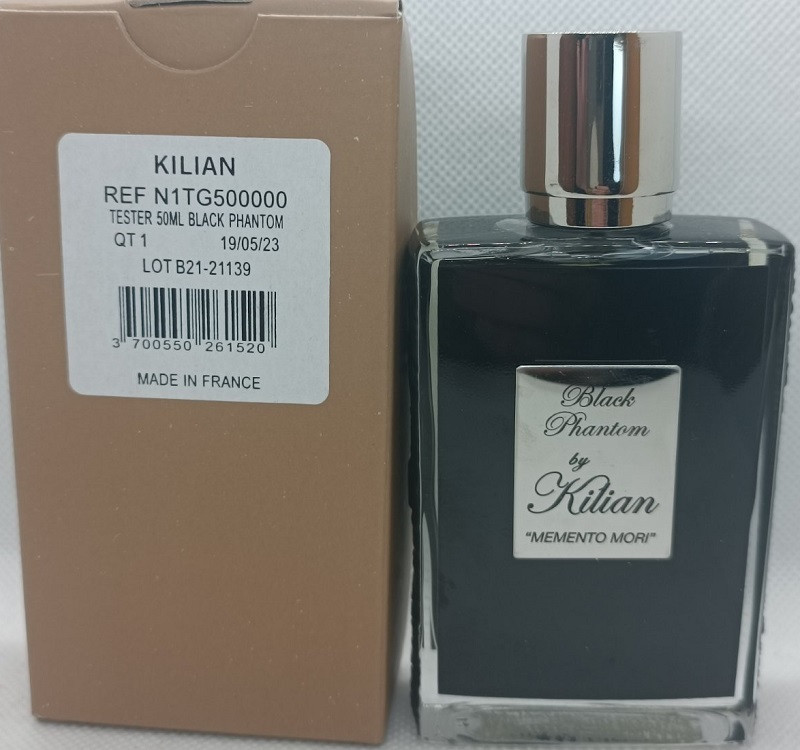 KILIAN
REF N1TG500000
TESTER 50ML BLACK PHANTOM
QT 1 19/05/23
LOT B21-21139
3 700550 261520
MADE IN FRANCE
Black
Phantom
by
Kilian
"MEMENTO MORI"